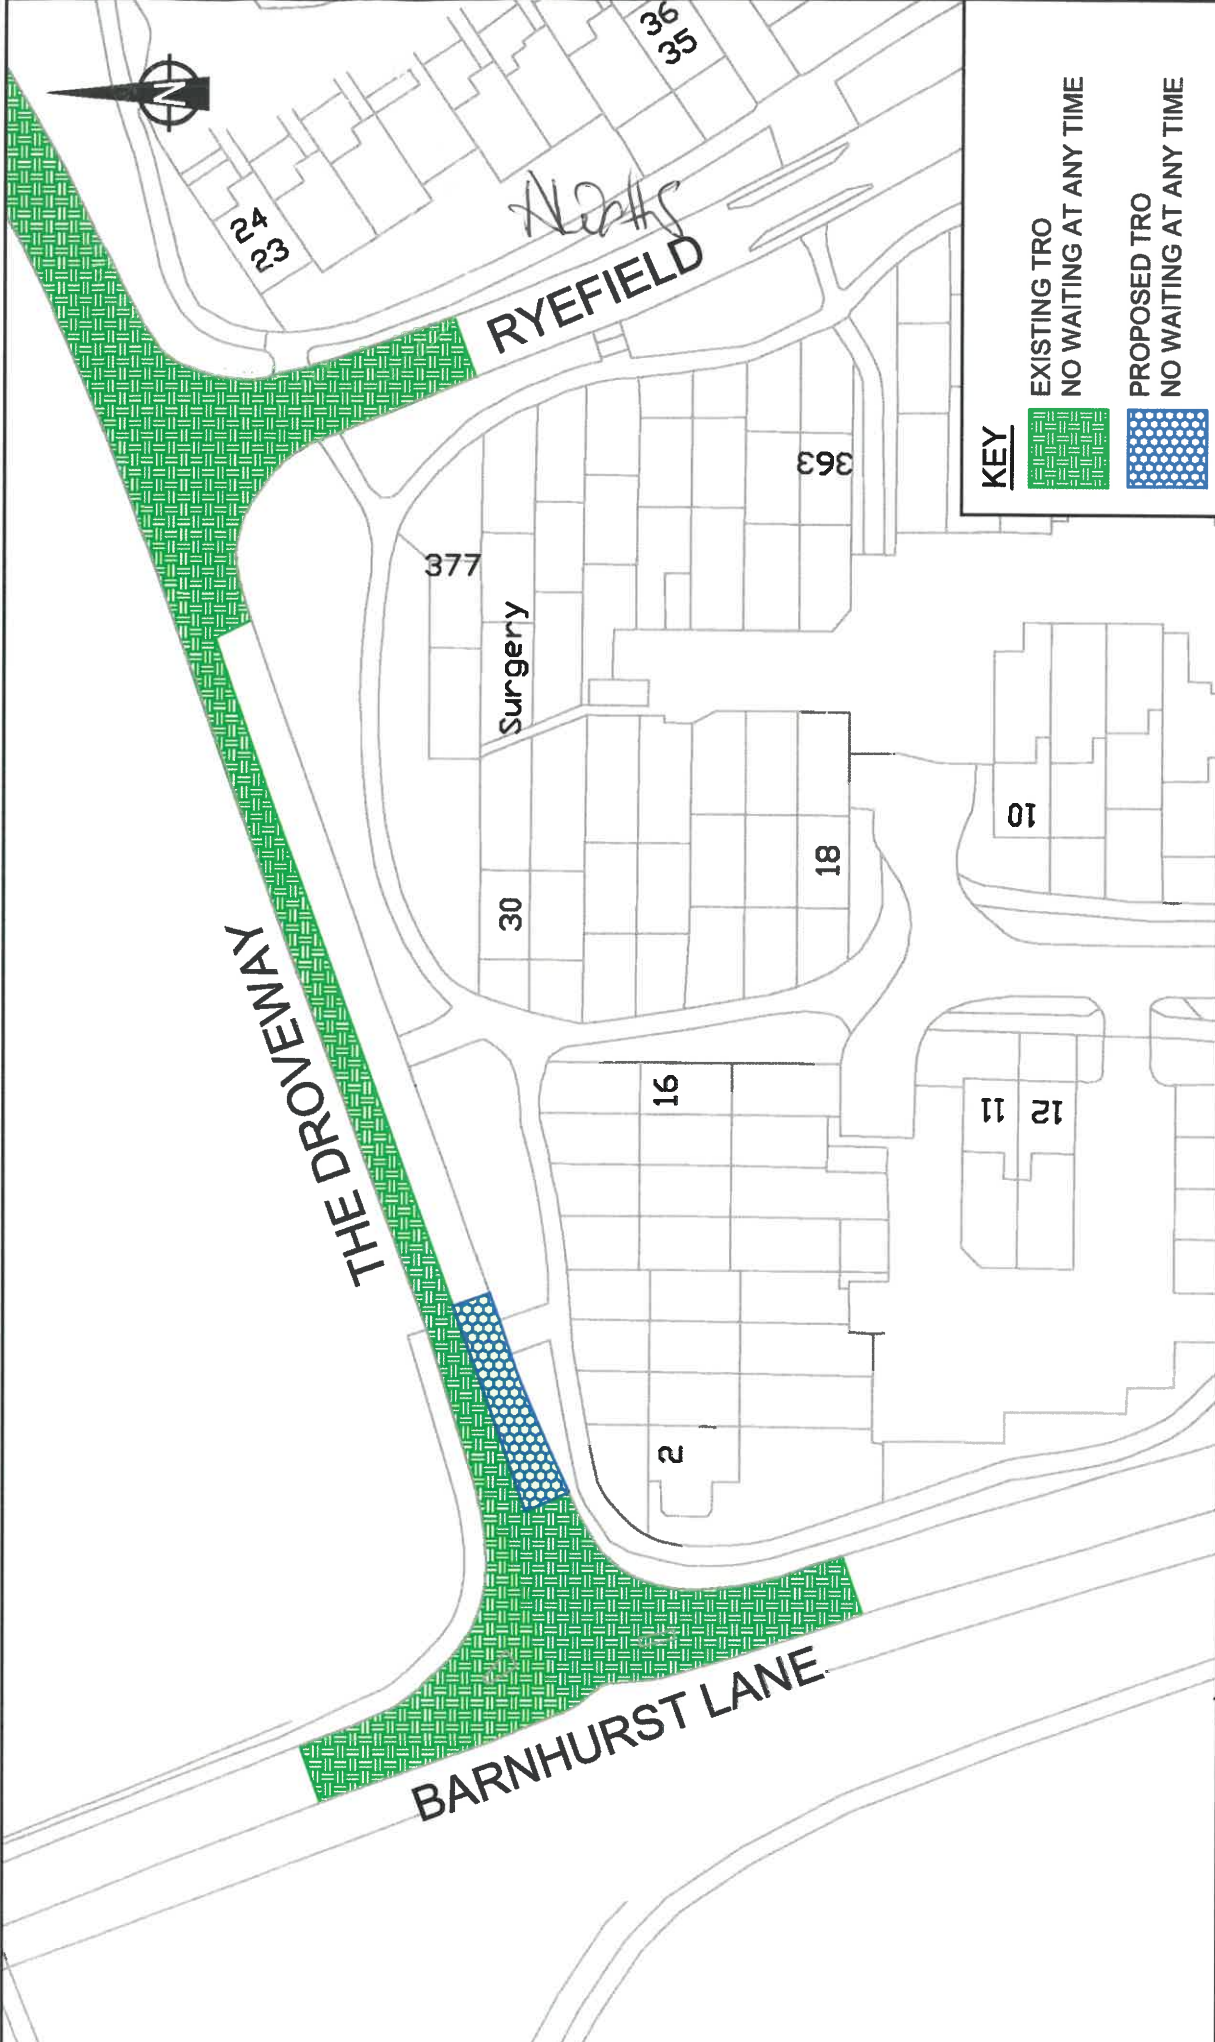 THE DROVEWAY
BARNHURST LANE
RYEFIELD
N
24
23
36
35
377
Surgery
363
30
18
16
2
10
11
12
KEY
EXISTING TRO
NO WAITING AT ANY TIME
PROPOSED TRO
NO WAITING AT ANY TIME